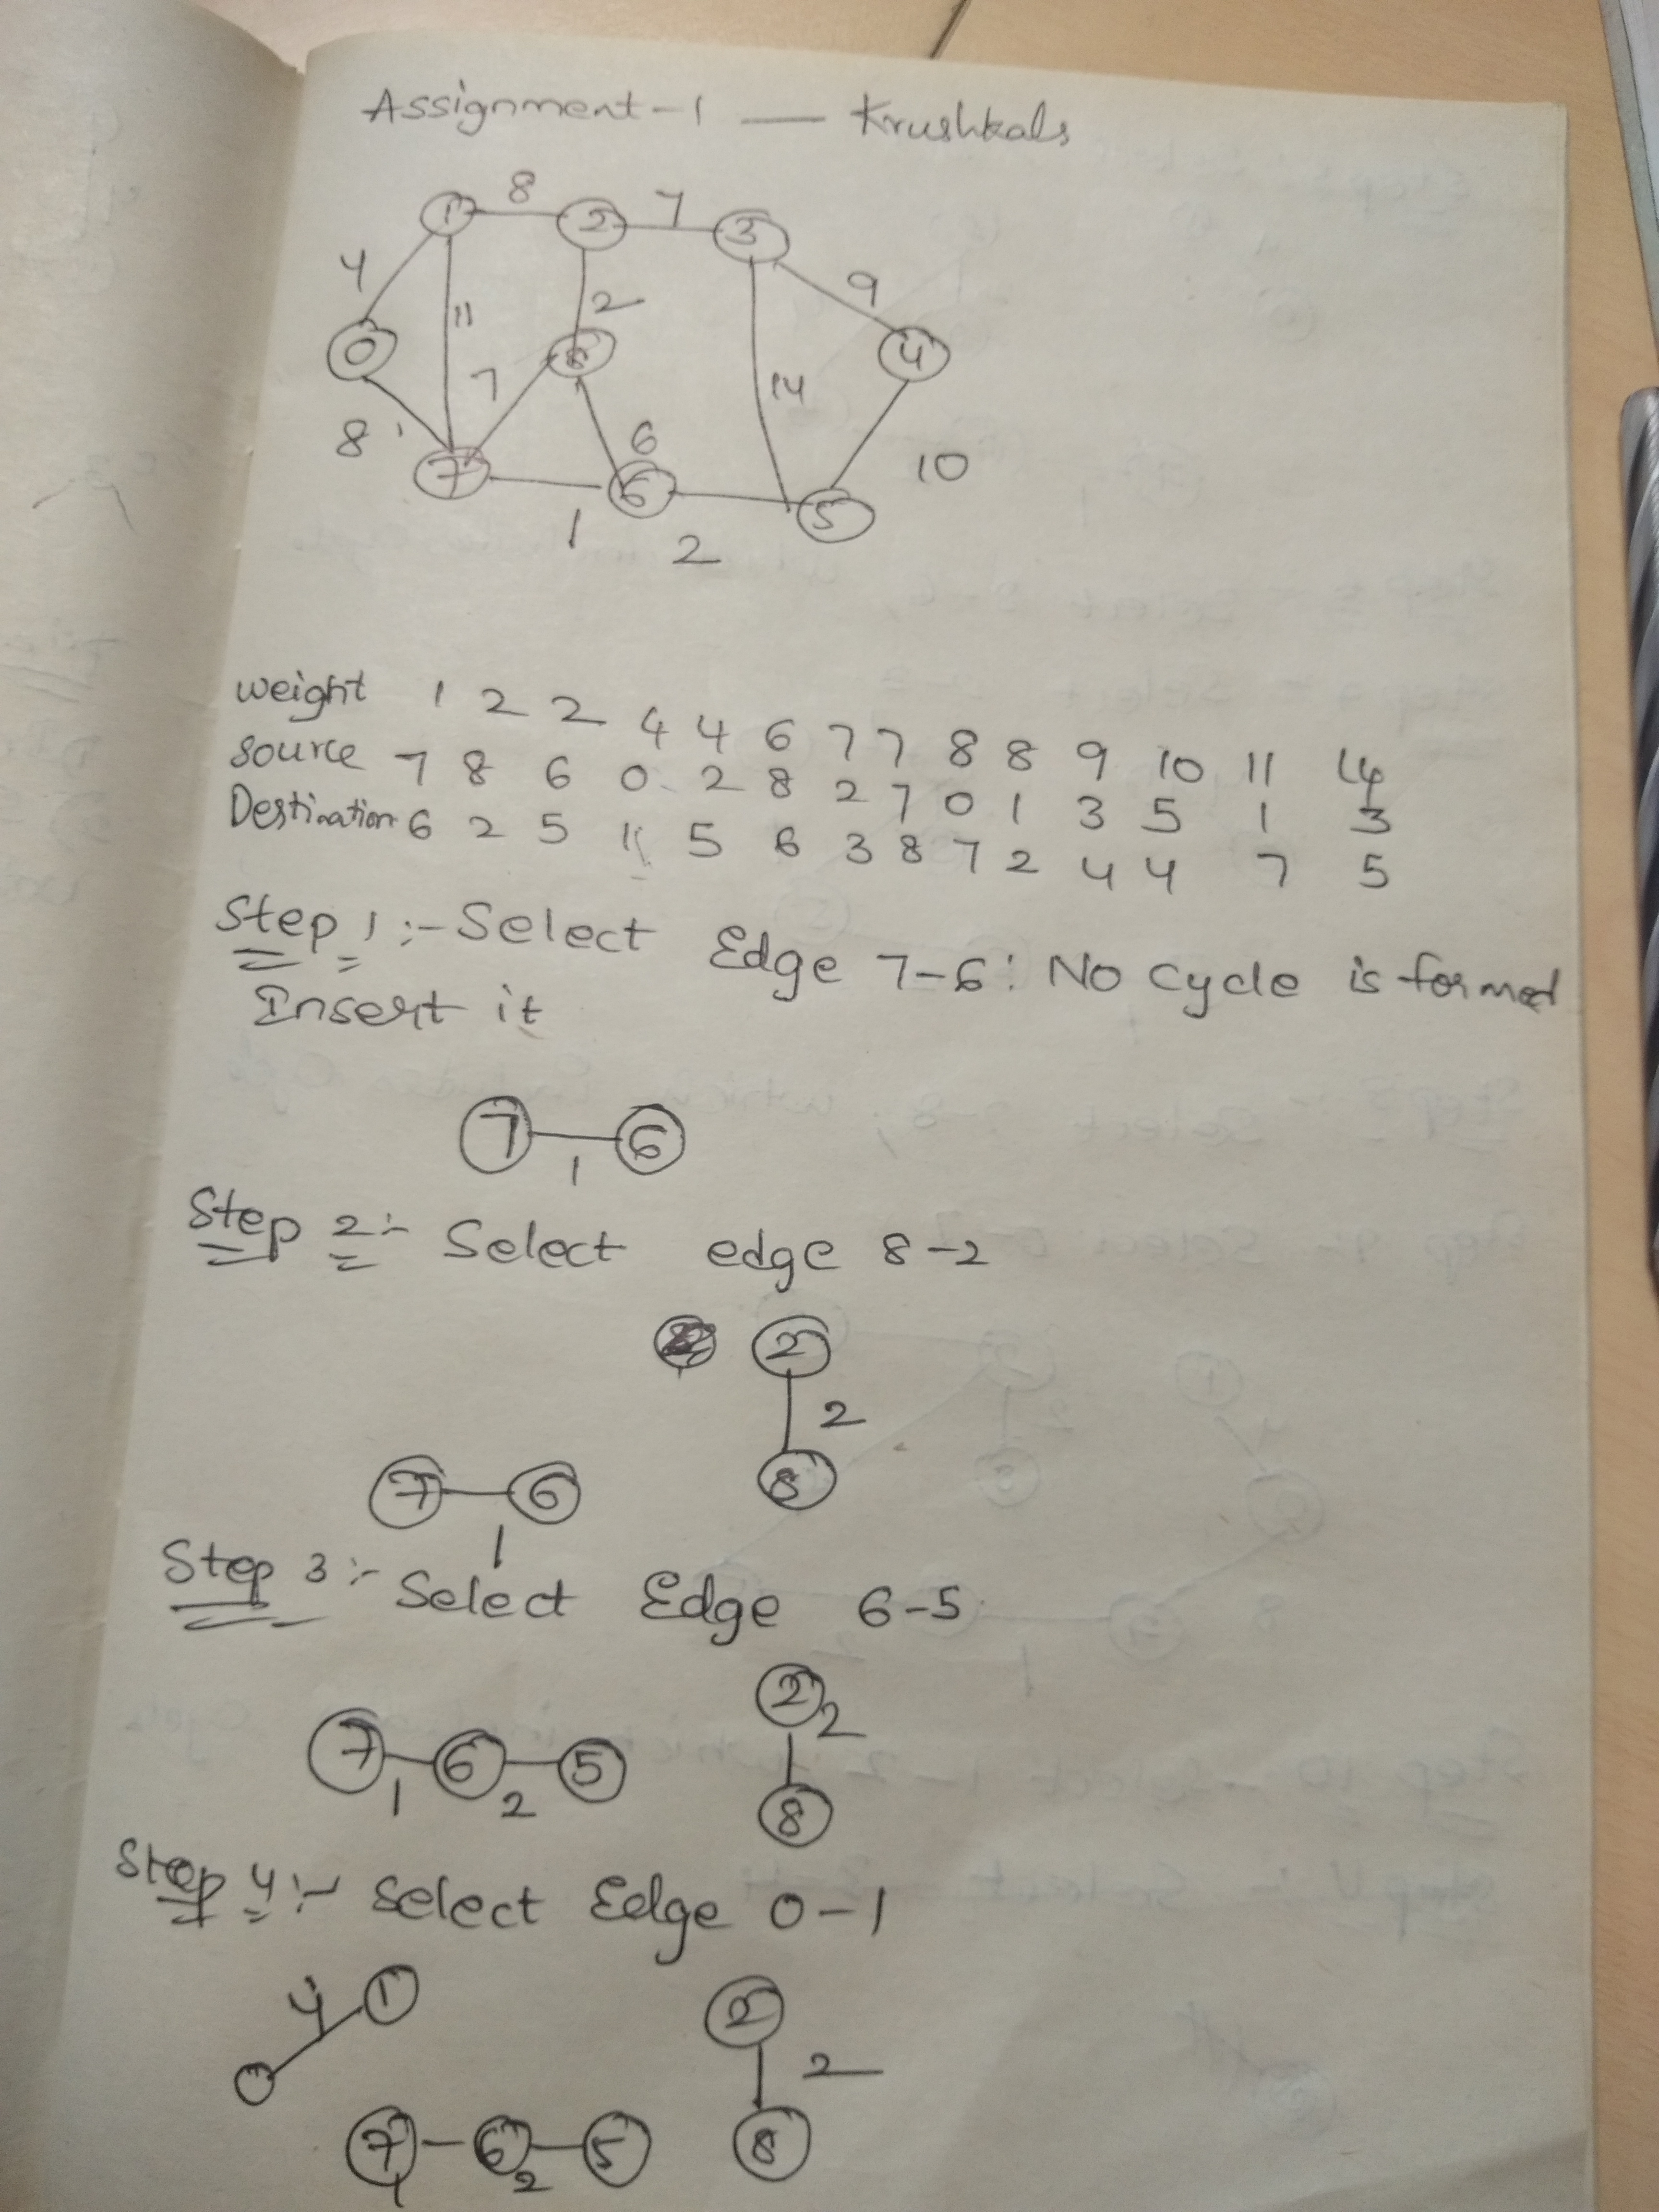 Assignment-1 — Krushkals
8 7
1 2 3
4 11 2 9
0 8 4
7 14
8 6 10
7 6 5
1 2
weight 1 2 2 4 4 6 7 7 8 8 9 10 11 14
source 7 8 6 0 2 8 2 7 0 1 3 5 1 3
Destination 6 2 5 1 5 6 3 8 7 2 4 4 7 5
Step 1 :- Select Edge 7-6: No cycle is formed
Insert it
7 6
1
Step 2 :- Select edge 8-2
2
2
7 6 8
1
Step 3 :- Select Edge 6-5
2 2
7 6 5
1 2 8
Step 4 :- Select Edge 0-1
4 1 2
0 2
7 6 5 8
1 2